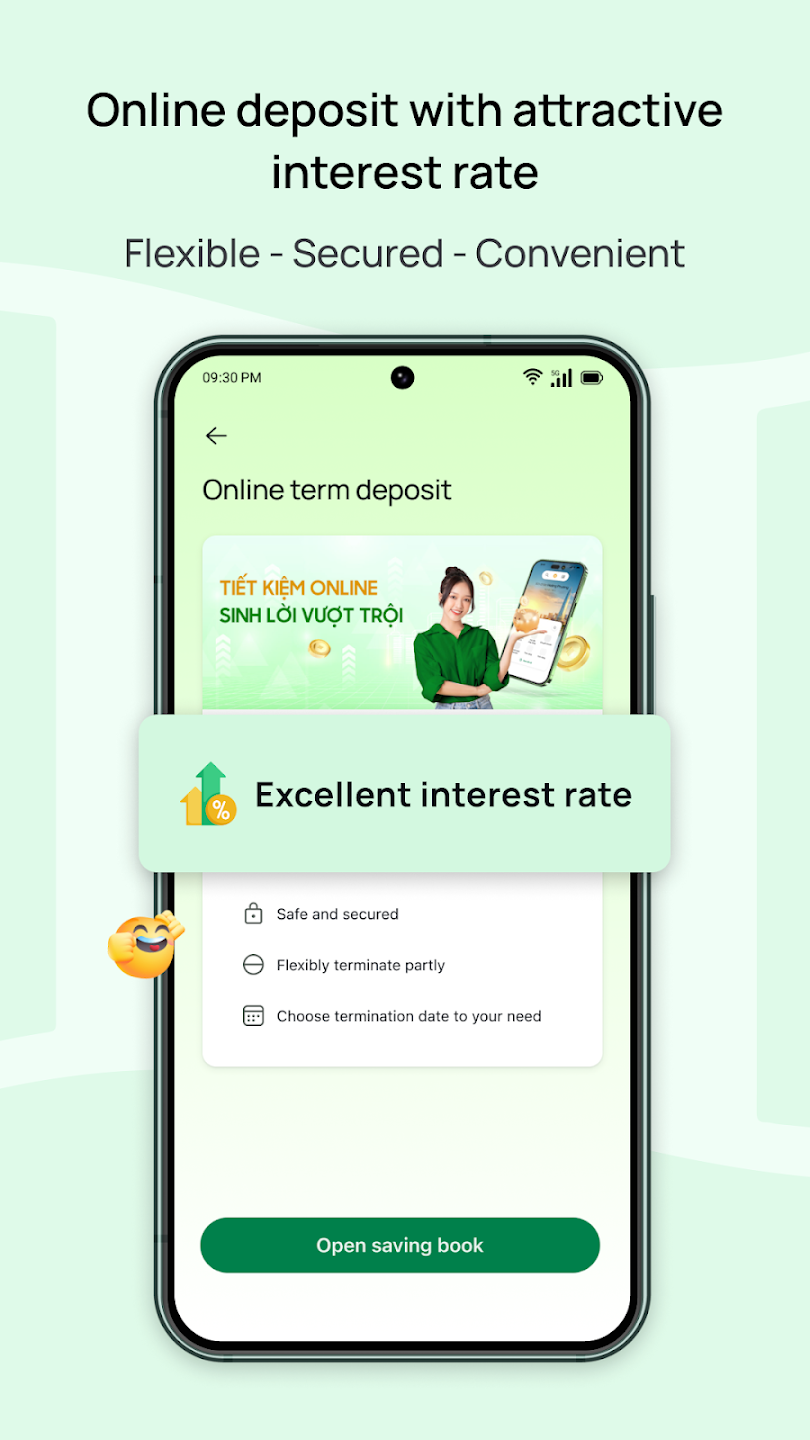 Online deposit with attractive
interest rate
Flexible - Secured - Convenient
09:30 PM
5G
Online term deposit
TIẾT KIỆM ONLINE
SINH LỜI VƯỢT TRỘI
%
Excellent interest rate
Safe and secured
Flexibly terminate partly
Choose termination date to your need
Open saving book